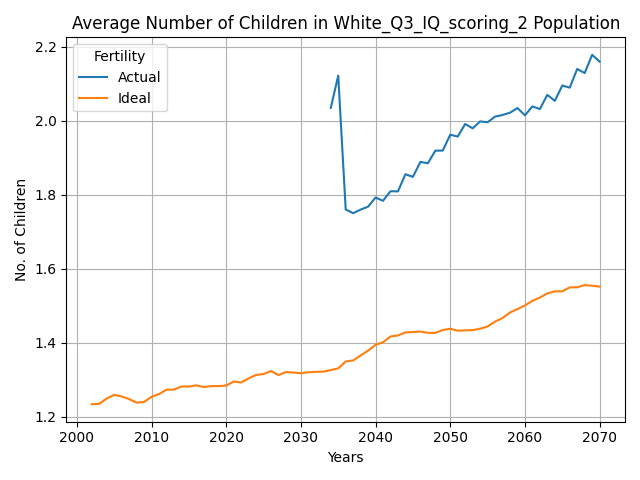 Average Number of Children in White_Q3_IQ_scoring_2 Population
Fertility
Actual
Ideal
No. of Children
2.2
2.0
1.8
1.6
1.4
1.2
2000 2010 2020 2030 2040 2050 2060 2070
Years